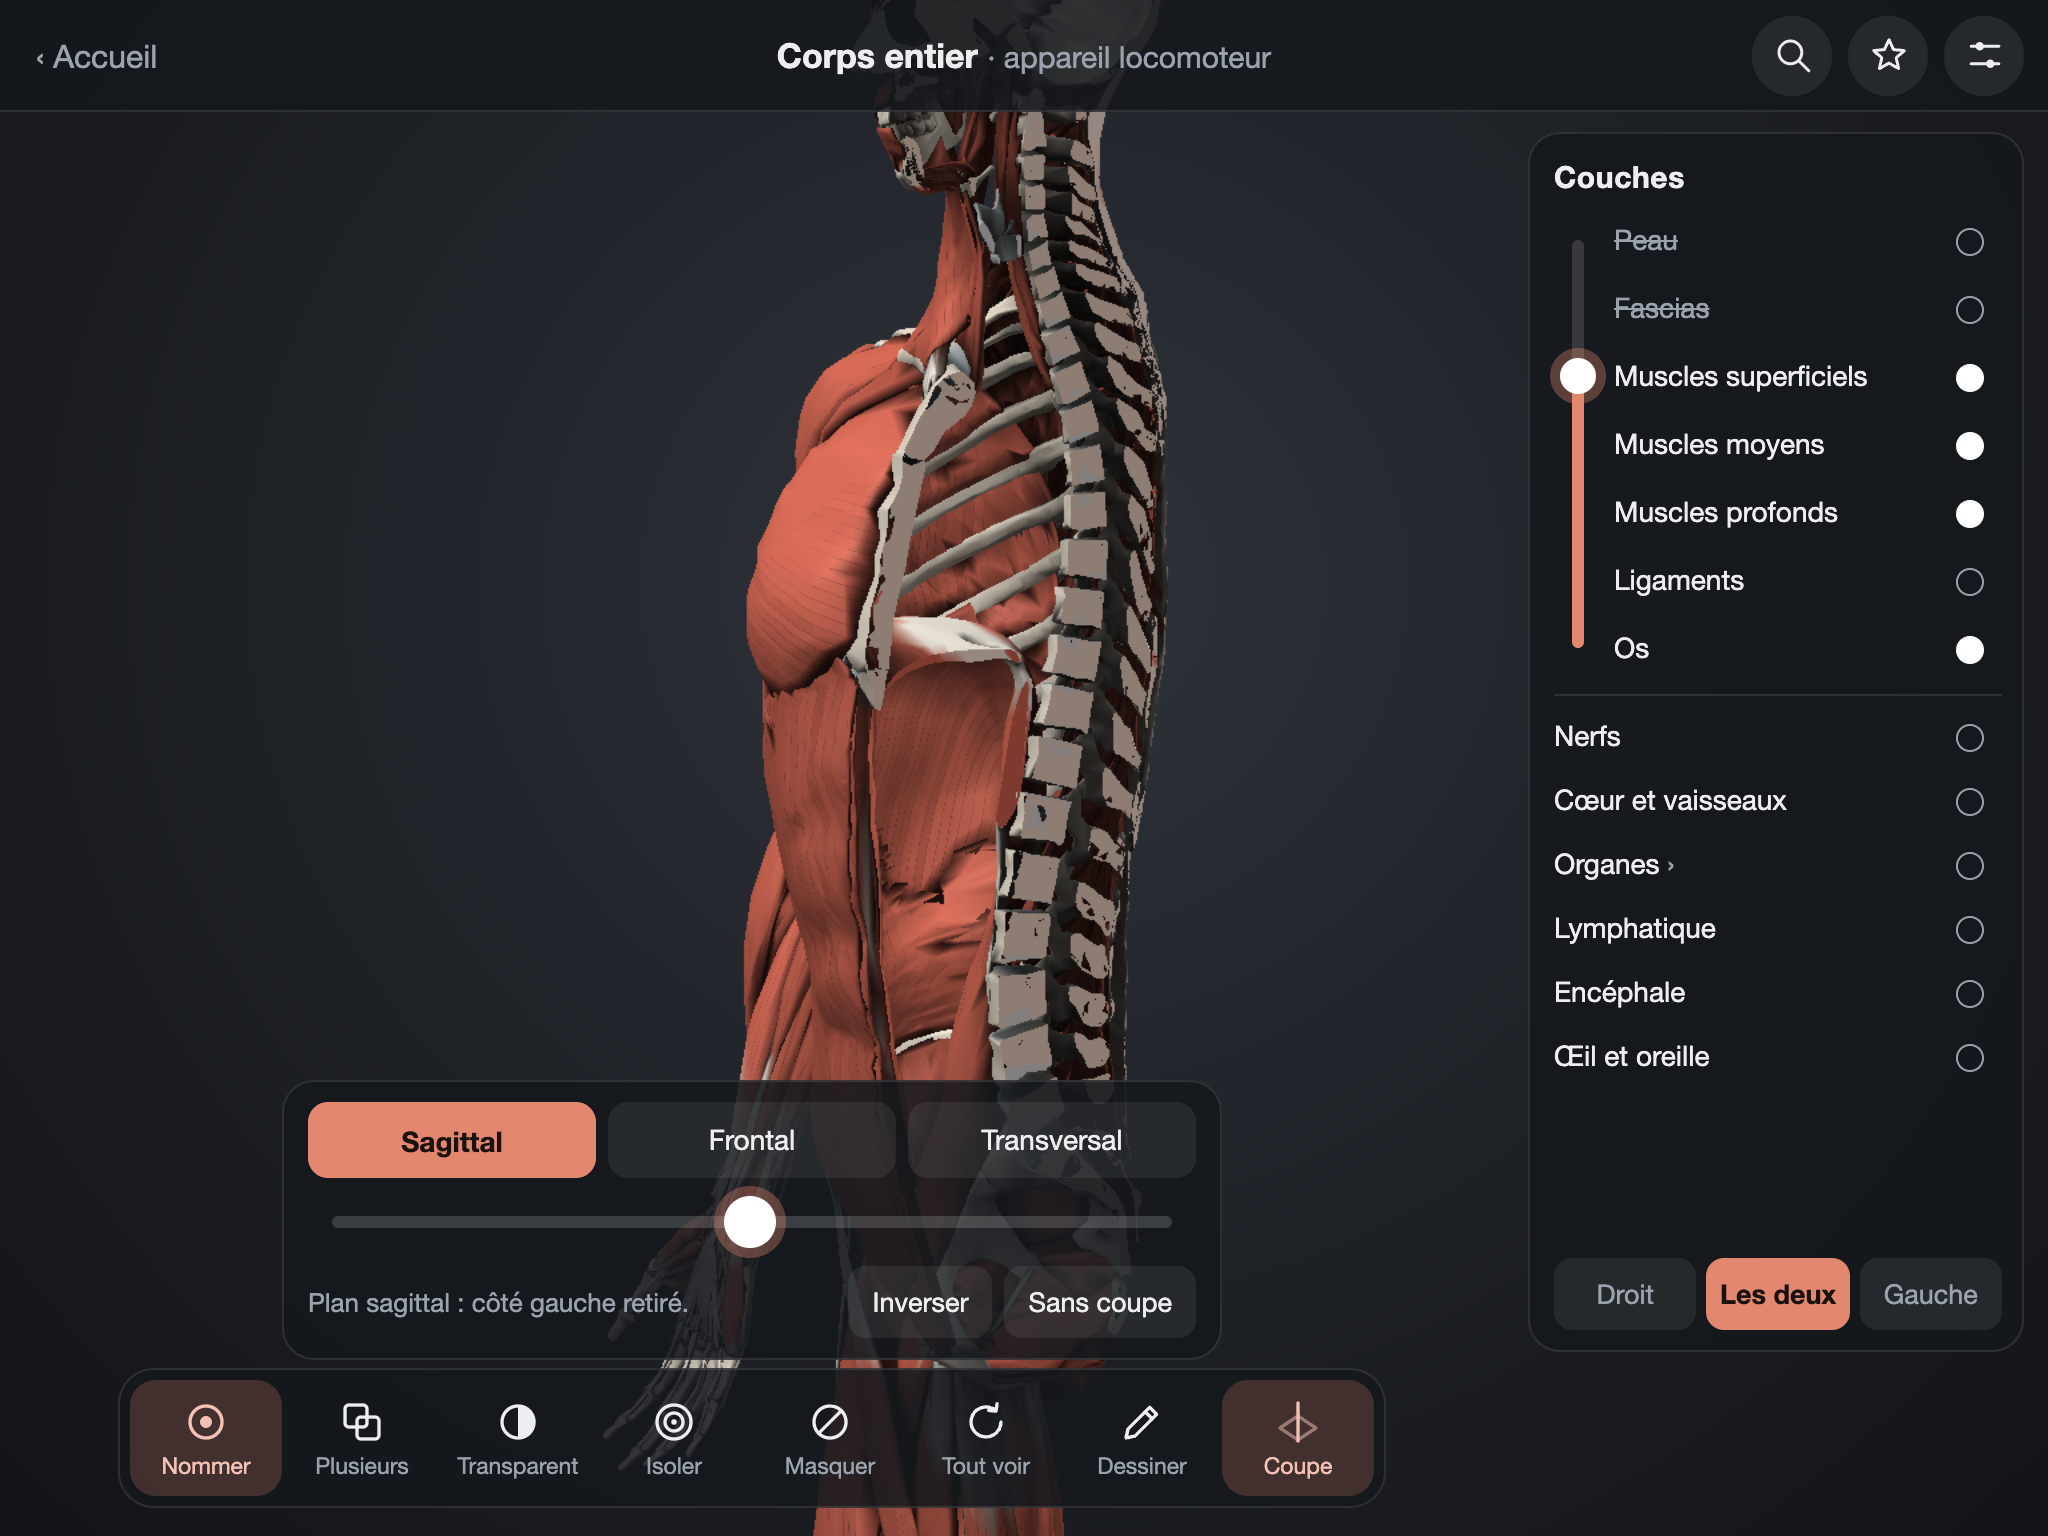 ‹ Accueil
Corps entier · appareil locomoteur
Couches
Peau
Fascias
Muscles superficiels
Muscles moyens
Muscles profonds
Ligaments
Os
Nerfs
Cœur et vaisseaux
Organes ›
Lymphatique
Encéphale
Œil et oreille
Droit
Les deux
Gauche
Sagittal
Frontal
Transversal
Plan sagittal : côté gauche retiré.
Inverser
Sans coupe
Nommer
Plusieurs
Transparent
Isoler
Masquer
Tout voir
Dessiner
Coupe